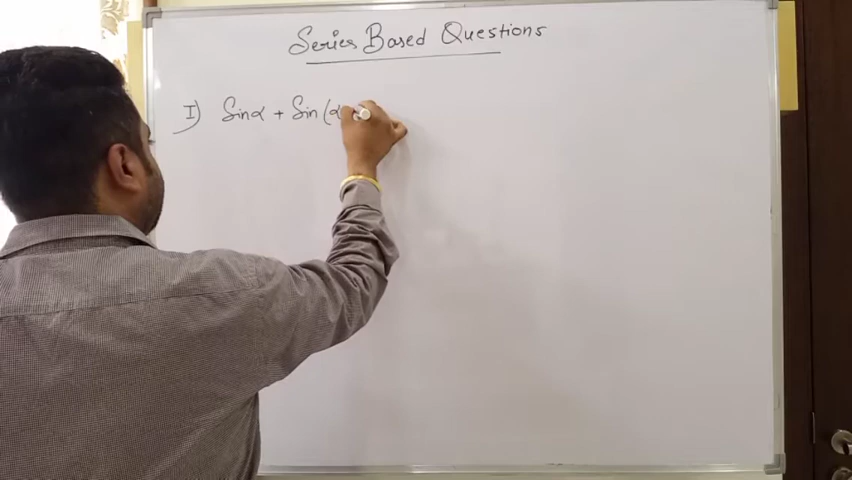 Series Based Questions
I) Sinα + Sin(α